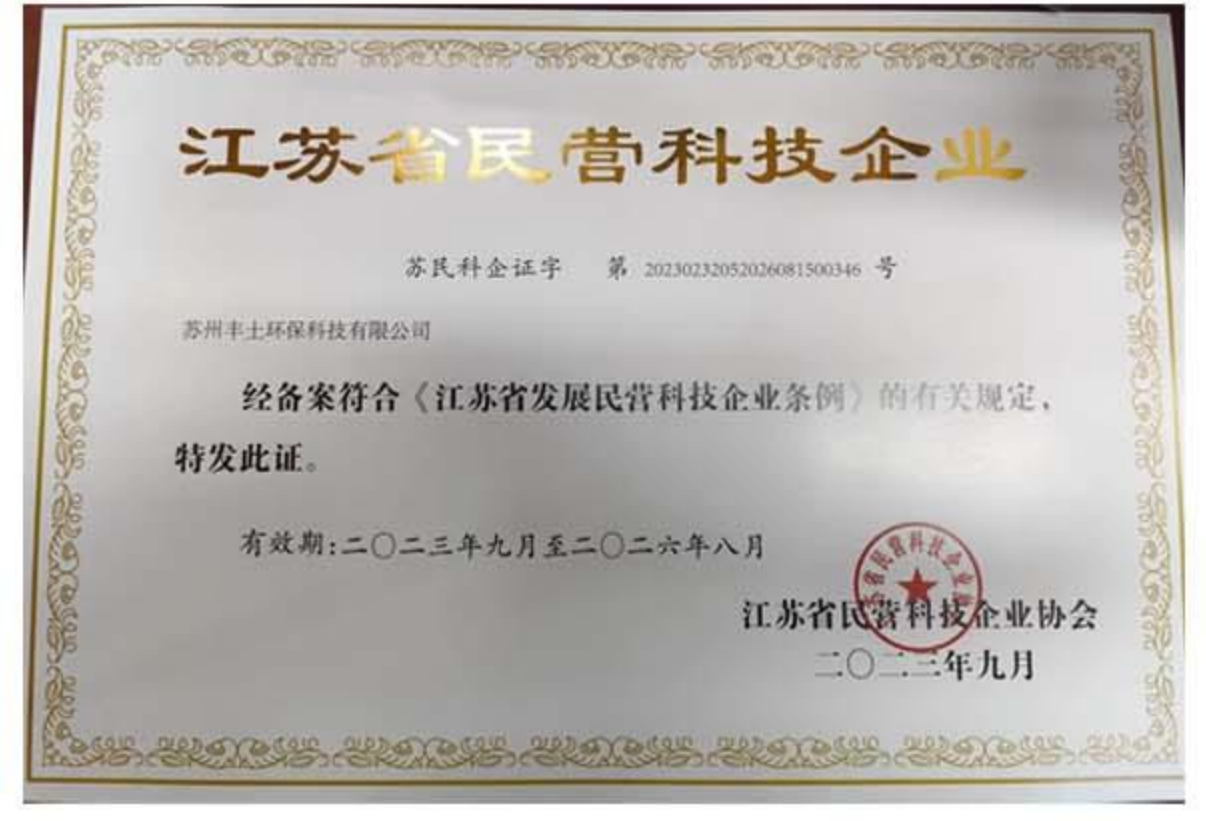 江苏省民营科技企业
苏民科企证字 第 20230232052026081500346 号
苏州丰土环保科技有限公司
经备案符合《江苏省发展民营科技企业条例》的有关规定，
特发此证。
有效期:二〇二三年九月至二〇二六年八月
江苏省民营科技企业协会
二〇二三年九月